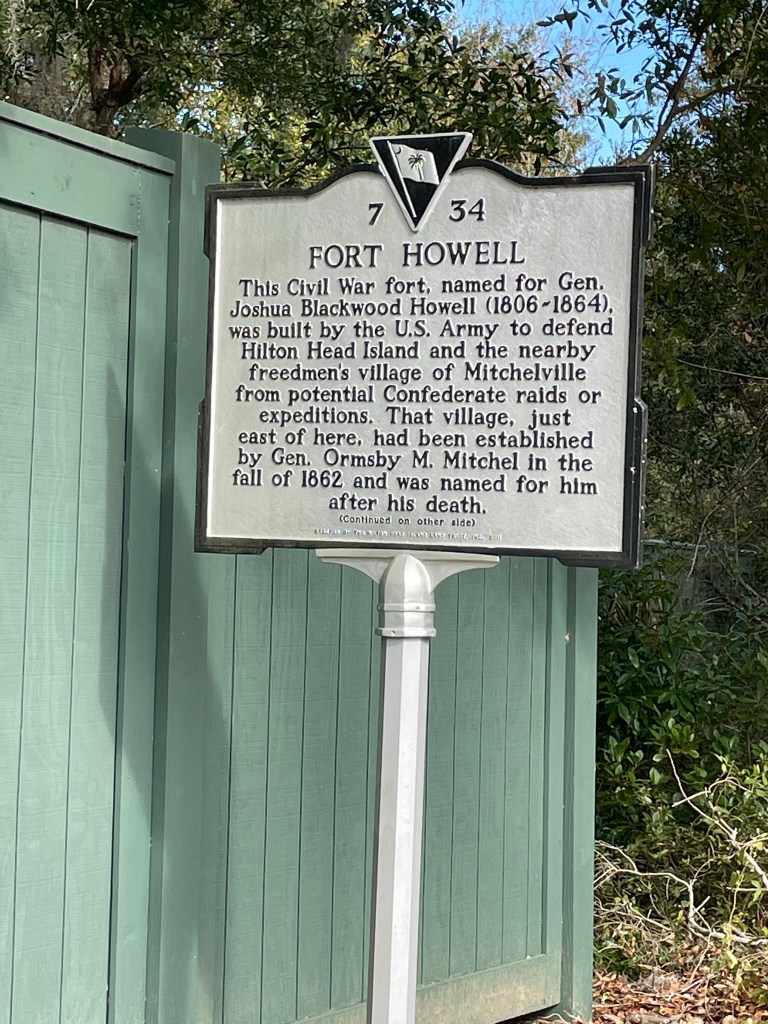 7 34
FORT HOWELL
This Civil War fort, named for Gen.
Joshua Blackwood Howell (1806-1864),
was built by the U.S. Army to defend
Hilton Head Island and the nearby
freedmen's village of Mitchelville
from potential Confederate raids or
expeditions. That village, just
east of here, had been established
by Gen. Ormsby M. Mitchel in the
fall of 1862 and was named for him
after his death.
(Continued on other side)